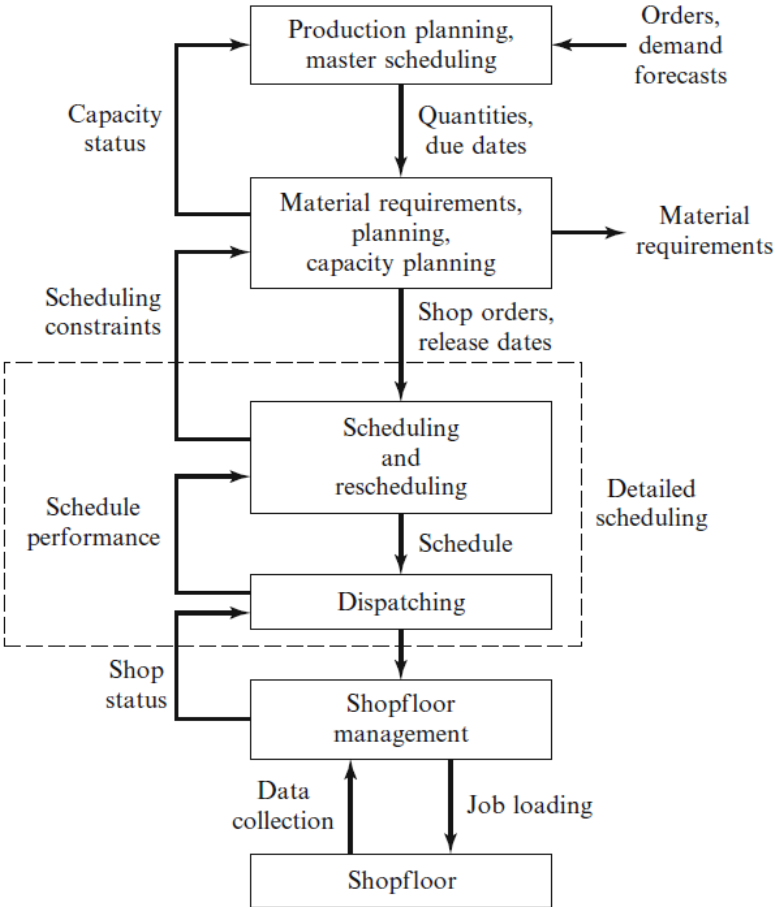 Production planning,
master scheduling
Orders,
demand
forecasts
Capacity
status
Quantities,
due dates
Material requirements,
planning,
capacity planning
Material
requirements
Scheduling
constraints
Shop orders,
release dates
Scheduling
and
rescheduling
Detailed
scheduling
Schedule
performance
Schedule
Dispatching
Shop
status
Shopfloor
management
Data
collection
Job loading
Shopfloor